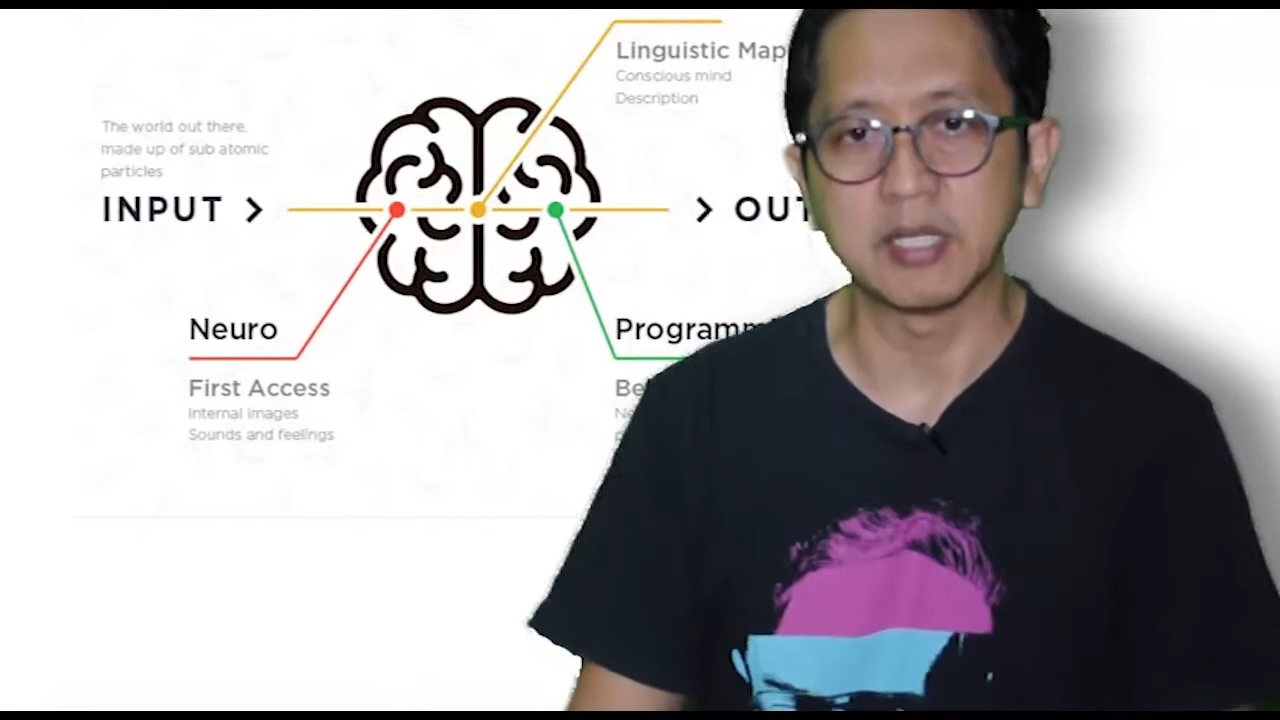 Linguistic Map
Conscious mind
Description
The world out there,
made up of sub atomic
particles
INPUT
Neuro
First Access
Internal images
Sounds and feelings